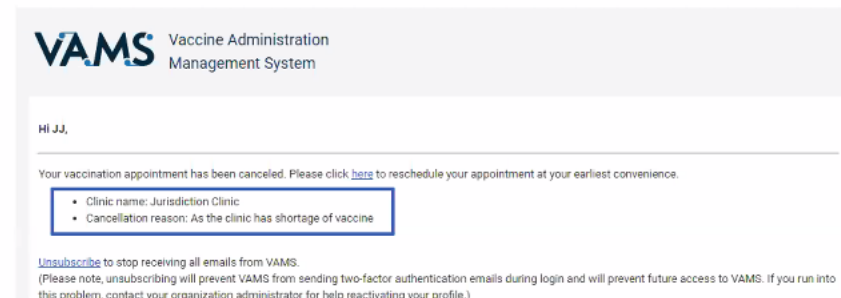 VAMS Vaccine Administration
Management System
Hi JJ,
Your vaccination appointment has been canceled. Please click here to reschedule your appointment at your earliest convenience.
• Clinic name: Jurisdiction Clinic
• Cancellation reason: As the clinic has shortage of vaccine
Unsubscribe to stop receiving all emails from VAMS.
(Please note, unsubscribing will prevent VAMS from sending two-factor authentication emails during login and will prevent future access to VAMS. If you run into
this problem, contact your organization administrator for help reactivating your profile.)